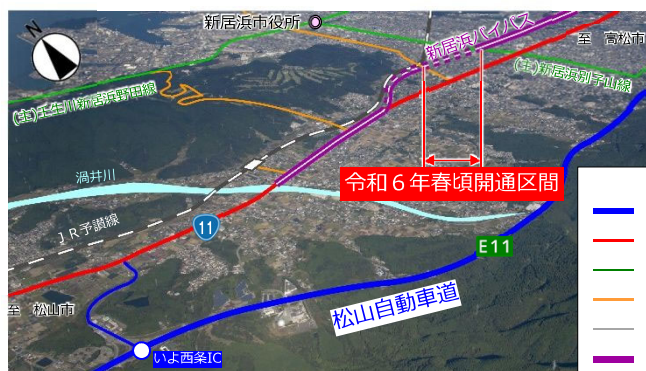 新居浜市役所
N
新居浜バイパス
至 高松市
(主)新居浜別子山線
(主)壬生川新居浜野田線
令和6年春頃開通区間
渦井川
JR予讃線
11
E11
松山自動車道
至 松山市
いよ西条IC